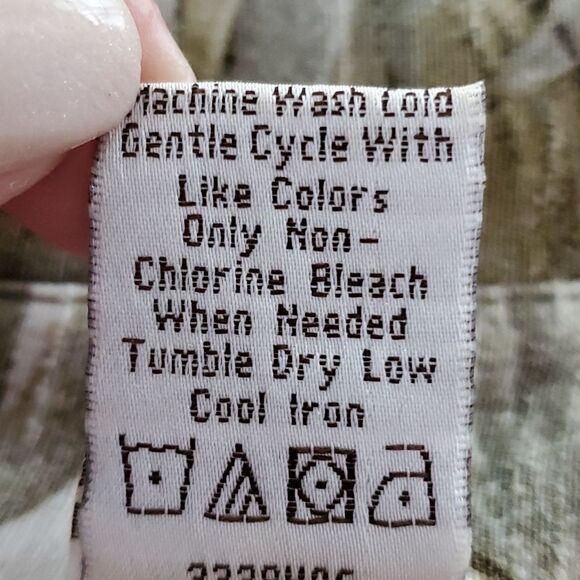 Machine Wash Cold
Gentle Cycle With
Like Colors
Only Non-
Chlorine Bleach
When Needed
Tumble Dry Low
Cool Iron